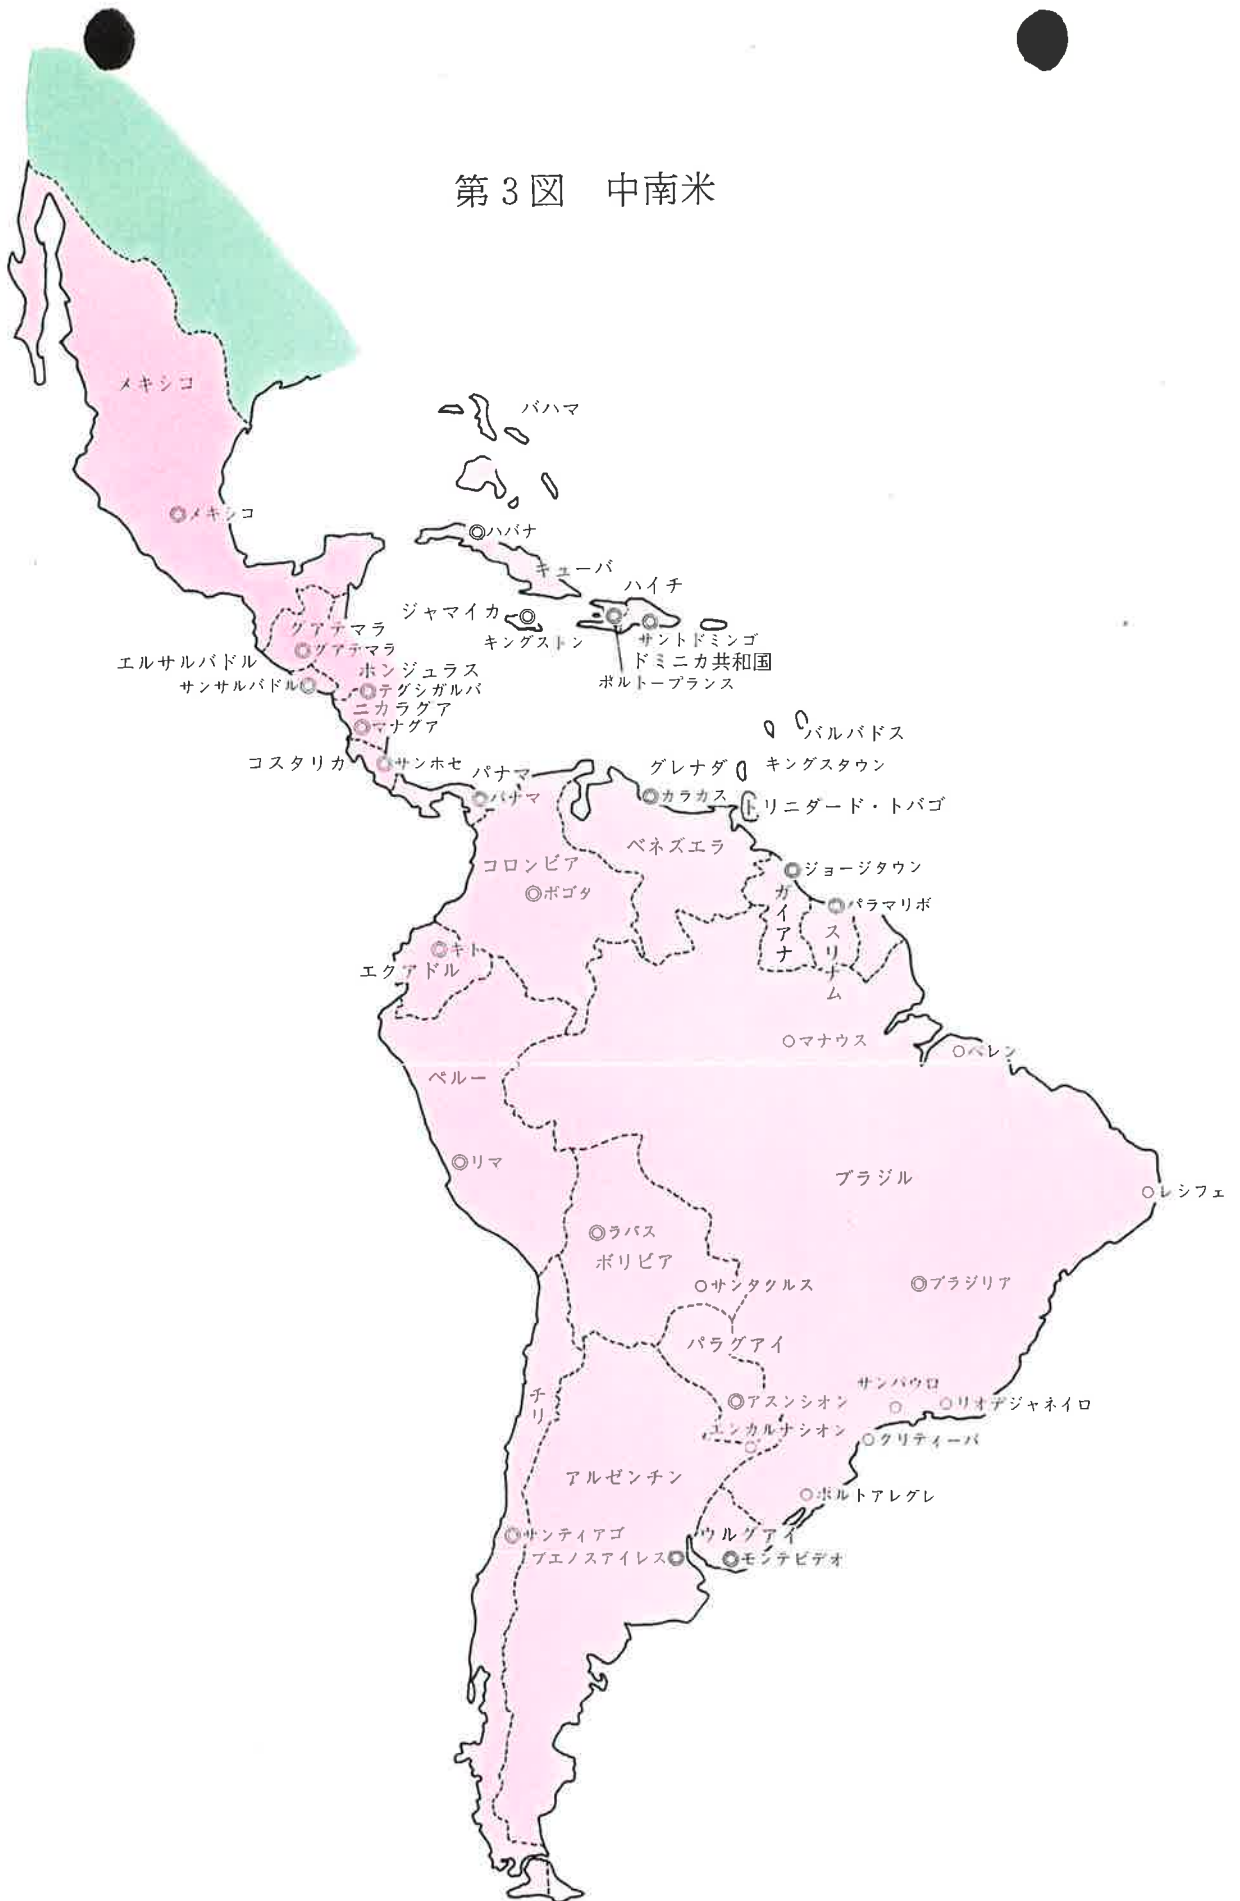 第3図 中南米
メキシコ
バハマ
◎メキシコ
◎ハバナ
キューバ
ハイチ
ジャマイカ
キングストン
サントドミンゴ
グアテマラ
◎グアテマラ
ドミニカ共和国
エルサルバドル
ホンジュラス
ポルトープランス
サンサルバドル◎
◎テグシガルパ
ニカラグア
◎マナグア
バルバドス
コスタリカ
◎サンホセ
パナマ
グレナダ
キングスタウン
◎パナマ
◎カラカス
トリニダード・トバゴ
ベネズエラ
コロンビア
◎ジョージタウン
◎ボゴタ
ガイアナ
◎パラマリボ
スリナム
◎キト
エクアドル
○マナウス
○ベレン
ペルー
◎リマ
ブラジル
○レシフェ
◎ラパス
ボリビア
○サンタクルス
◎ブラジリア
パラグアイ
チリ
サンパウロ
◎アスンシオン
○リオデジャネイロ
エンカルナシオン
○クリティーバ
アルゼンチン
○ポルトアレグレ
◎サンティアゴ
ウルグアイ
ブエノスアイレス◎
◎モンテビデオ